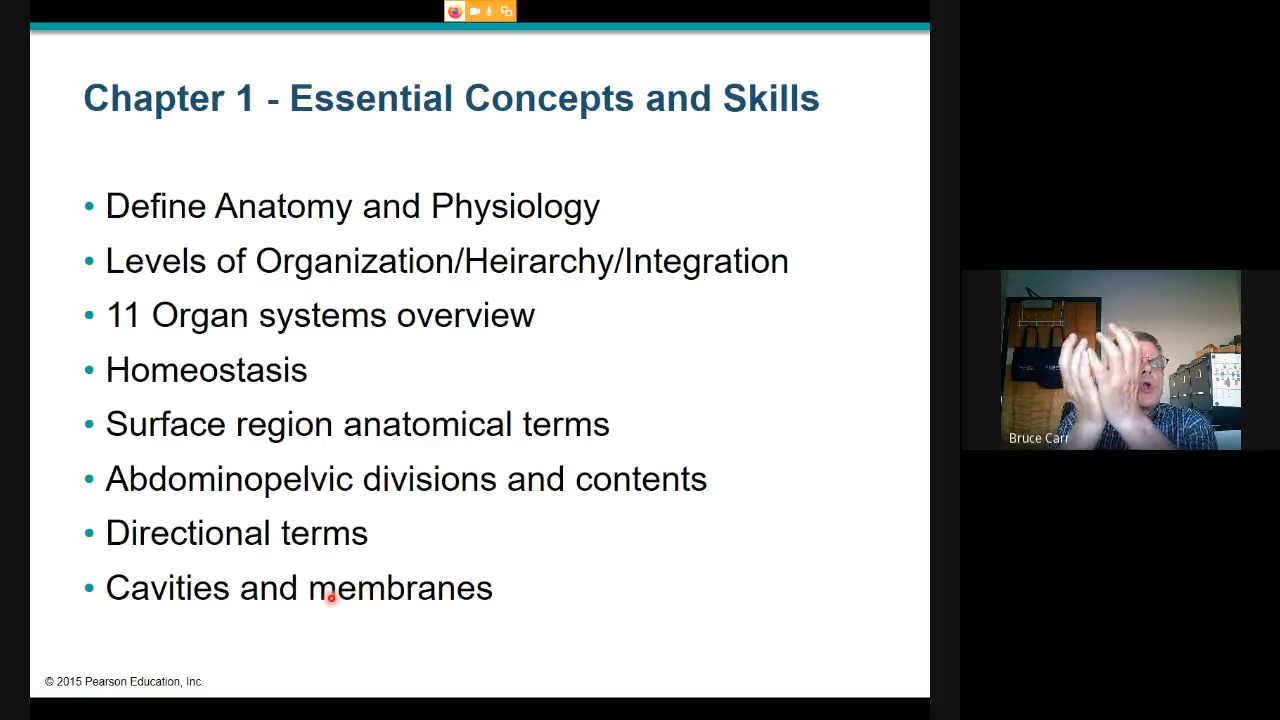 Chapter 1 - Essential Concepts and Skills
• Define Anatomy and Physiology
• Levels of Organization/Heirarchy/Integration
• 11 Organ systems overview
• Homeostasis
• Surface region anatomical terms
• Abdominopelvic divisions and contents
• Directional terms
• Cavities and membranes
© 2015 Pearson Education, Inc.
Bruce Carr